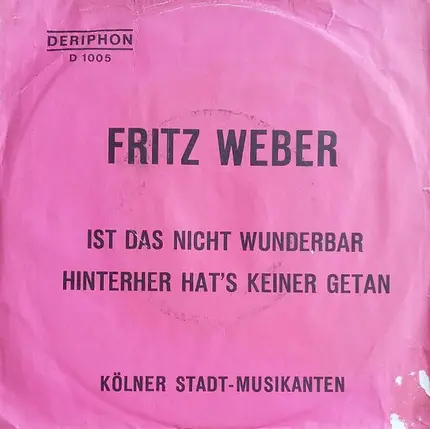 DERIPHON
D 1005
FRITZ WEBER
IST DAS NICHT WUNDERBAR
HINTERHER HAT'S KEINER GETAN
KÖLNER STADT-MUSIKANTEN